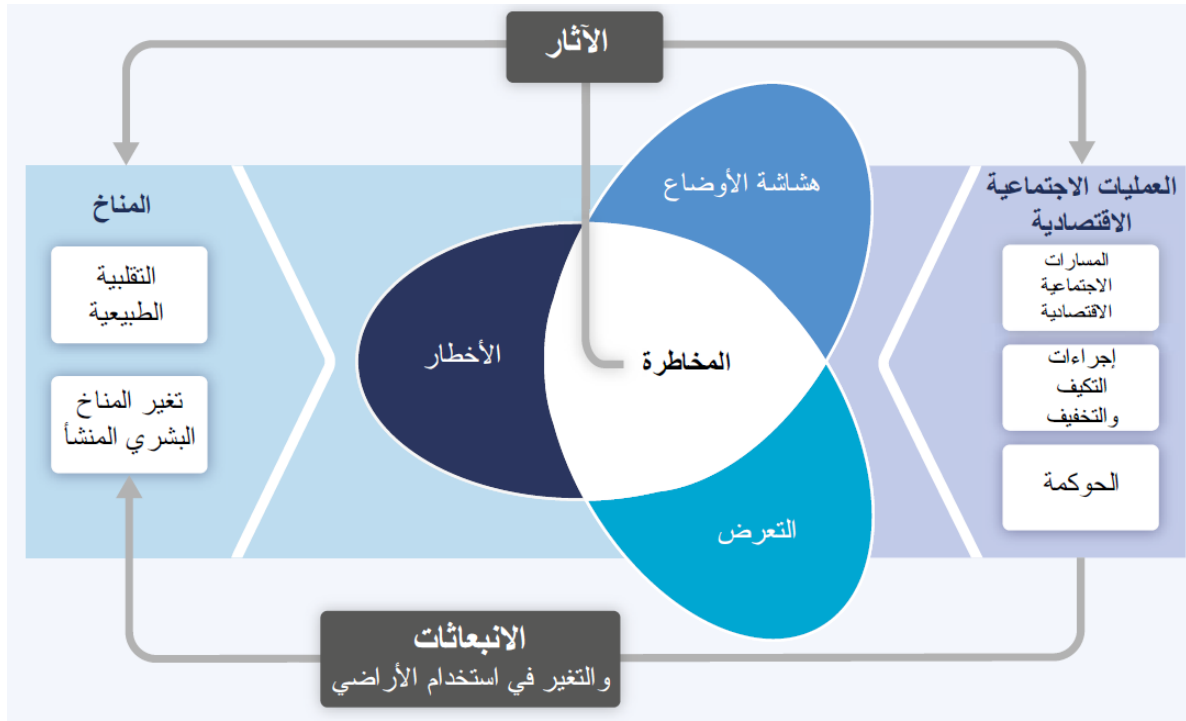 الآثار
هشاشة الأوضاع
العمليات الاجتماعية
الاقتصادية
المسارات
الاجتماعية
الاقتصادية
إجراءات
التكيف
والتخفيف
الحوكمة
المناخ
التقلبية
الطبيعية
تغير المناخ
البشري المنشأ
الأخطار
المخاطرة
التعرض
الانبعاثات
والتغير في استخدام الأراضي